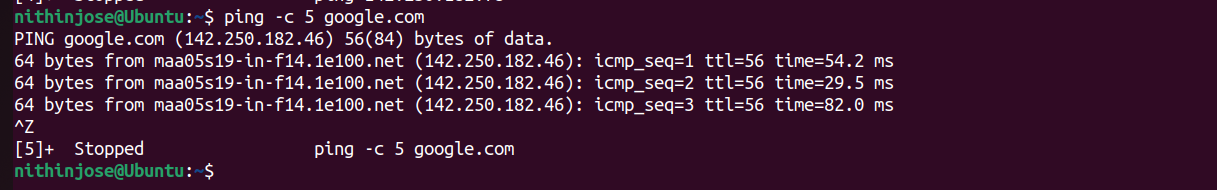 nithinjose@Ubuntu:~$ ping -c 5 google.com
PING google.com (142.250.182.46) 56(84) bytes of data.
64 bytes from maa05s19-in-f14.1e100.net (142.250.182.46): icmp_seq=1 ttl=56 time=54.2 ms
64 bytes from maa05s19-in-f14.1e100.net (142.250.182.46): icmp_seq=2 ttl=56 time=29.5 ms
64 bytes from maa05s19-in-f14.1e100.net (142.250.182.46): icmp_seq=3 ttl=56 time=82.0 ms
^Z
[5]+  Stopped                 ping -c 5 google.com
nithinjose@Ubuntu:~$